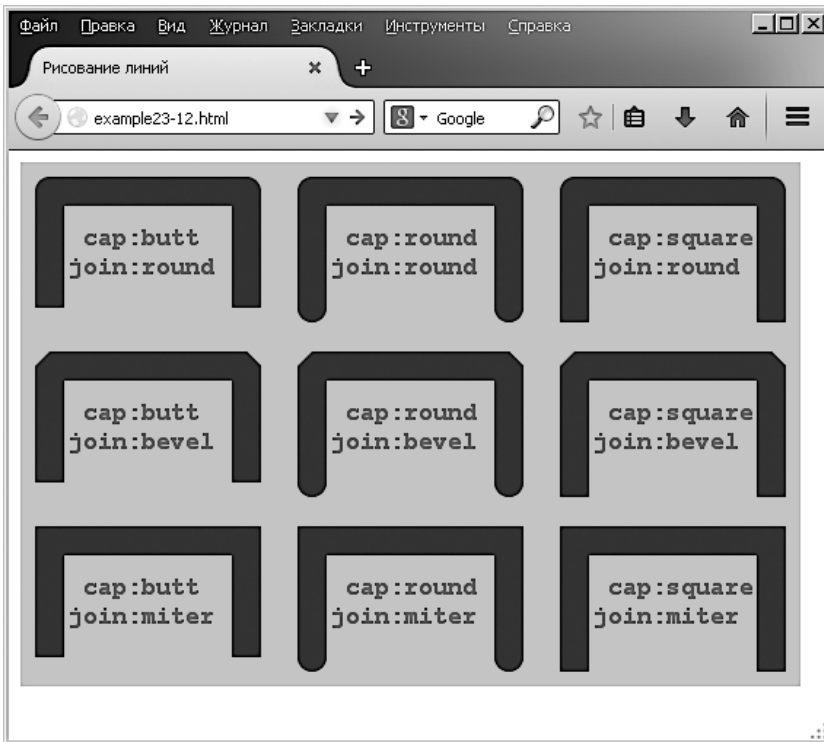 Файл Правка Вид Журнал Закладки Инструменты Справка
Рисование линий
example23-12.html
8 Google
cap:butt
join:round
cap:round
join:round
cap:square
join:round
cap:butt
join:bevel
cap:round
join:bevel
cap:square
join:bevel
cap:butt
join:miter
cap:round
join:miter
cap:square
join:miter